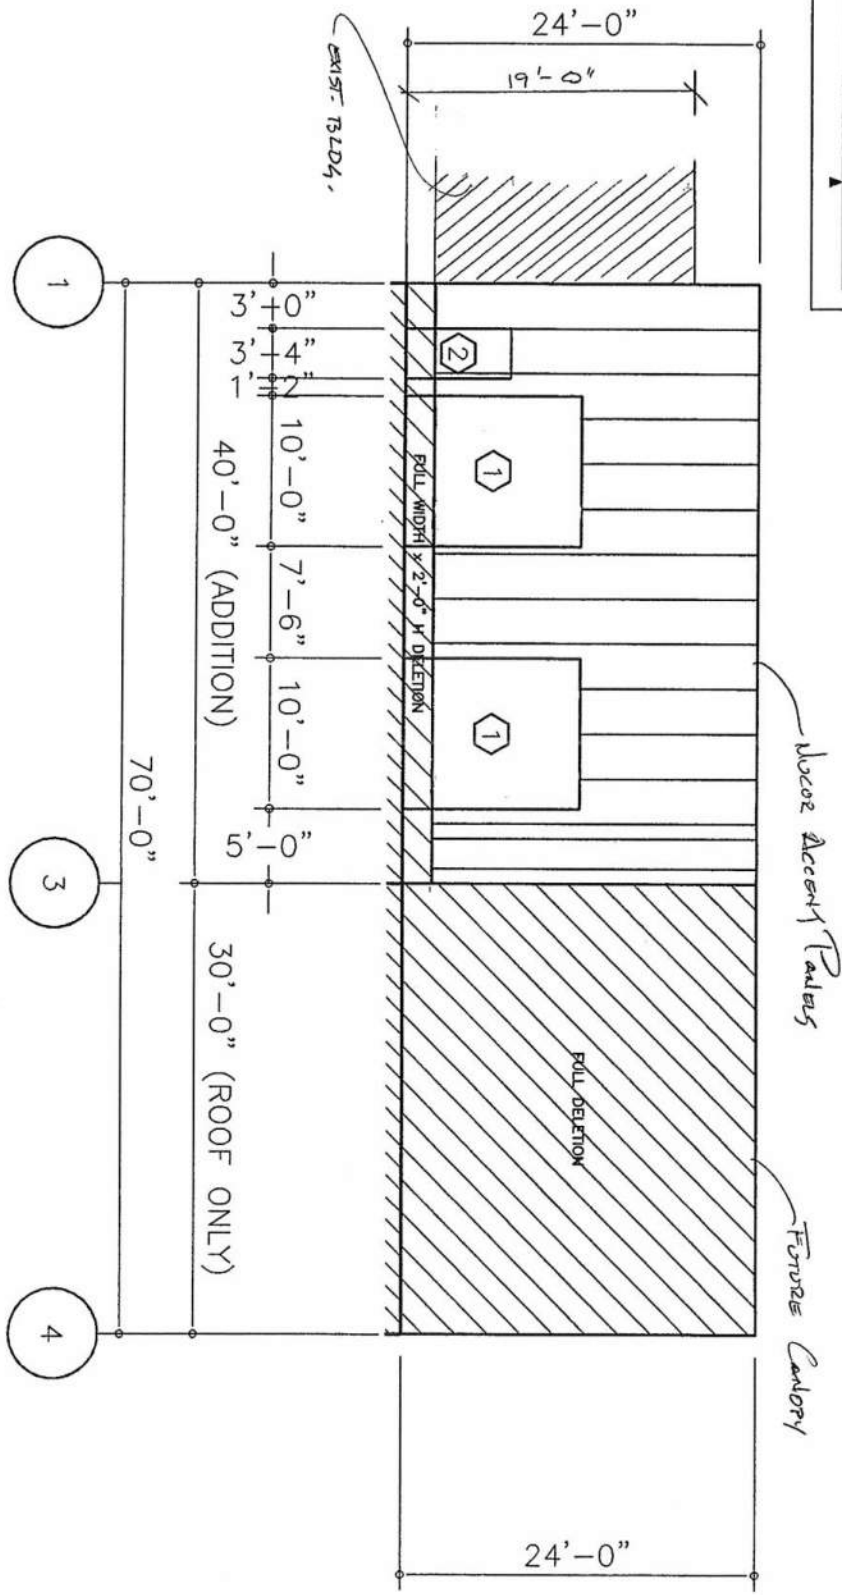 24'-0"
19'-0"
EXIST. BLDG.
NUCOR ACCENT PANELS
FUTURE CANOPY
2
1
1
FULL WIDTH x 2'-0" H DELETION
FULL DELETION
24'-0"
3'-0"
3'-4"
1'-2"
10'-0"
7'-6"
10'-0"
5'-0"
40'-0" (ADDITION)
30'-0" (ROOF ONLY)
70'-0"
1
3
4